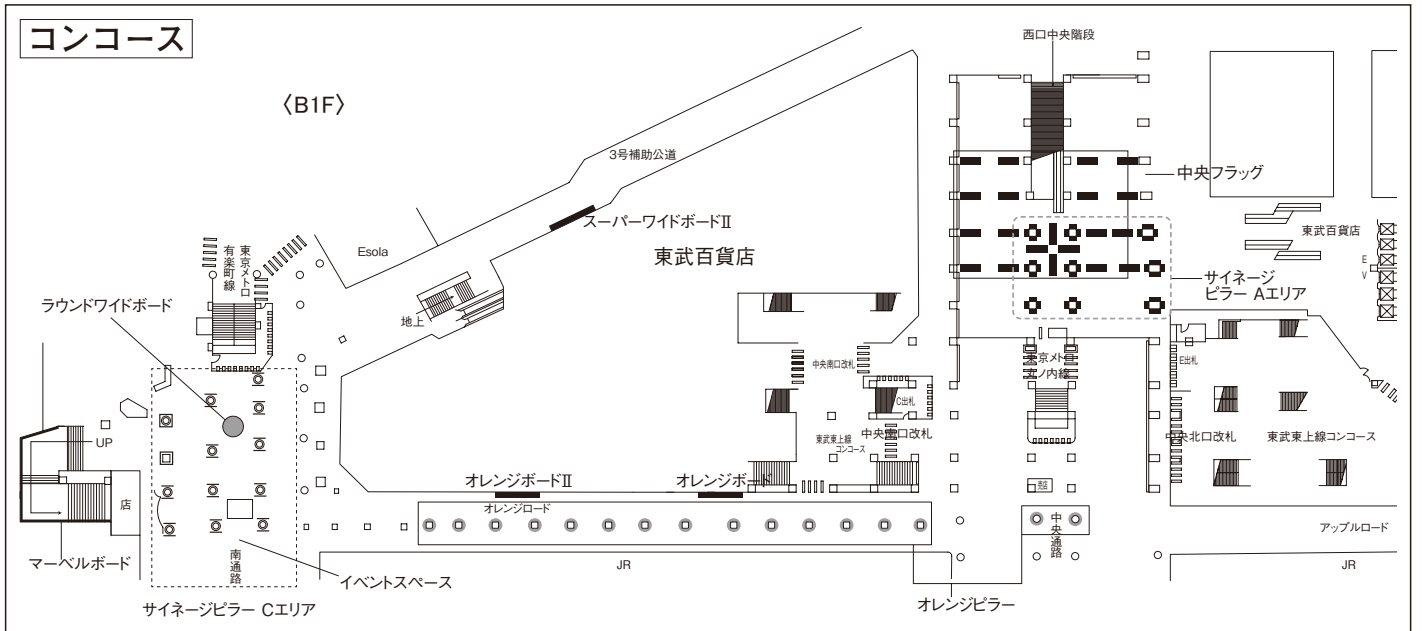 コンコース
〈B1F〉
西口中央階段
3号補助公道
中央フラッグ
スーパーワイドボードⅡ
Esola
東武百貨店
東武百貨店
E
V
東京メトロ
有楽町線
サイネージ
ピラー Aエリア
ラウンドワイドボード
地上
中央南口改札
東京メトロ
丸ノ内線
E出札
C出札
UP
東武東上線
コンコース
中央南口改札
中央北口改札
東武東上線コンコース
オレンジボードⅡ
オレンジボード
売店
店
オレンジロード
中央通路
アップルロード
マーベルボード
南通路
イベントスペース
JR
JR
サイネージピラー Cエリア
オレンジピラー